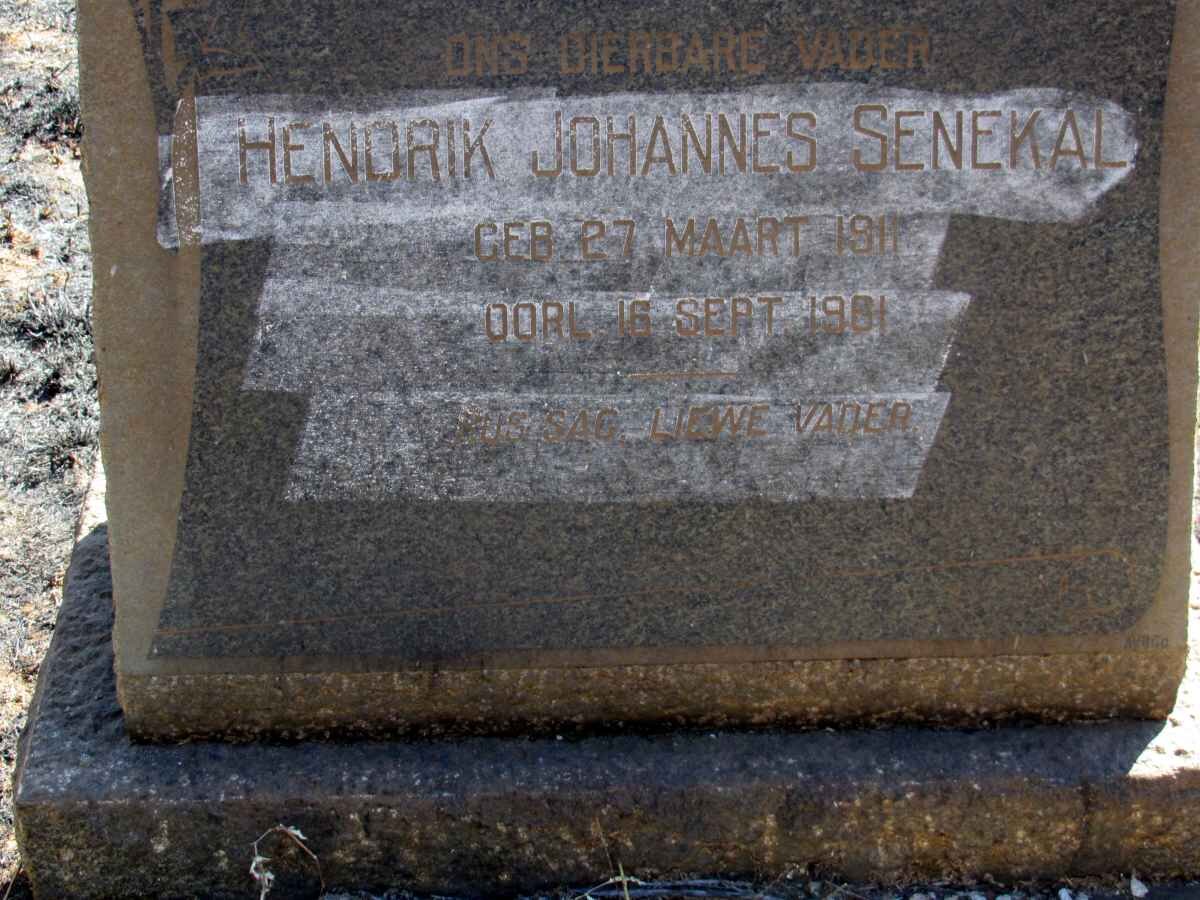 ONS DIERBARE VADER
HENDRIK JOHANNES SENEKAL
GEB 27 MAART 1911
OORL 16 SEPT. 1981
RUS SAG, LIEWE VADER.